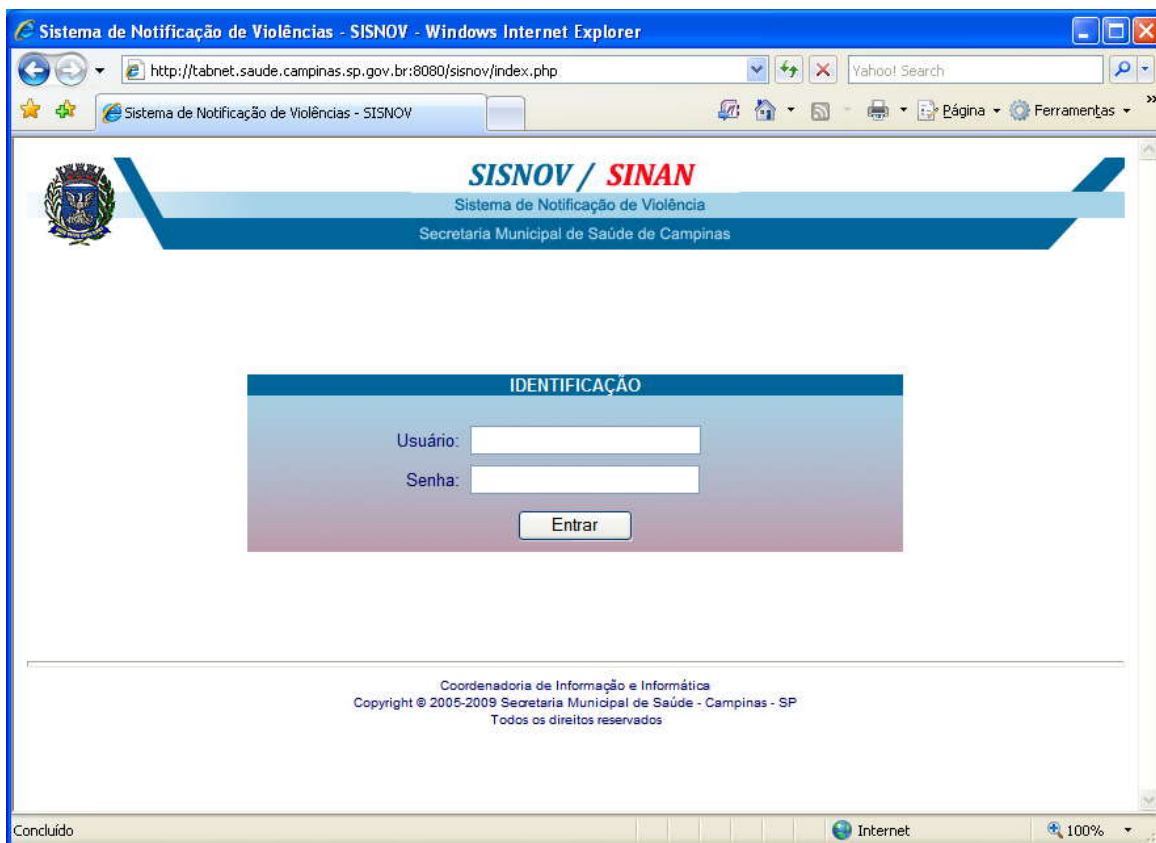 Sistema de Notificação de Violências - SISNOV - Windows Internet Explorer
http://tabnet.saude.campinas.sp.gov.br:8080/sisnov/index.php
Yahoo! Search
Sistema de Notificação de Violências - SISNOV
Página
Ferramentas
SISNOV / SINAN
Sistema de Notificação de Violência
Secretaria Municipal de Saúde de Campinas
IDENTIFICAÇÃO
Usuário:
Senha:
Entrar
Coordenadoria de Informação e Informática
Copyright © 2005-2009 Secretaria Municipal de Saúde - Campinas - SP
Todos os direitos reservados
Concluído
Internet
100%